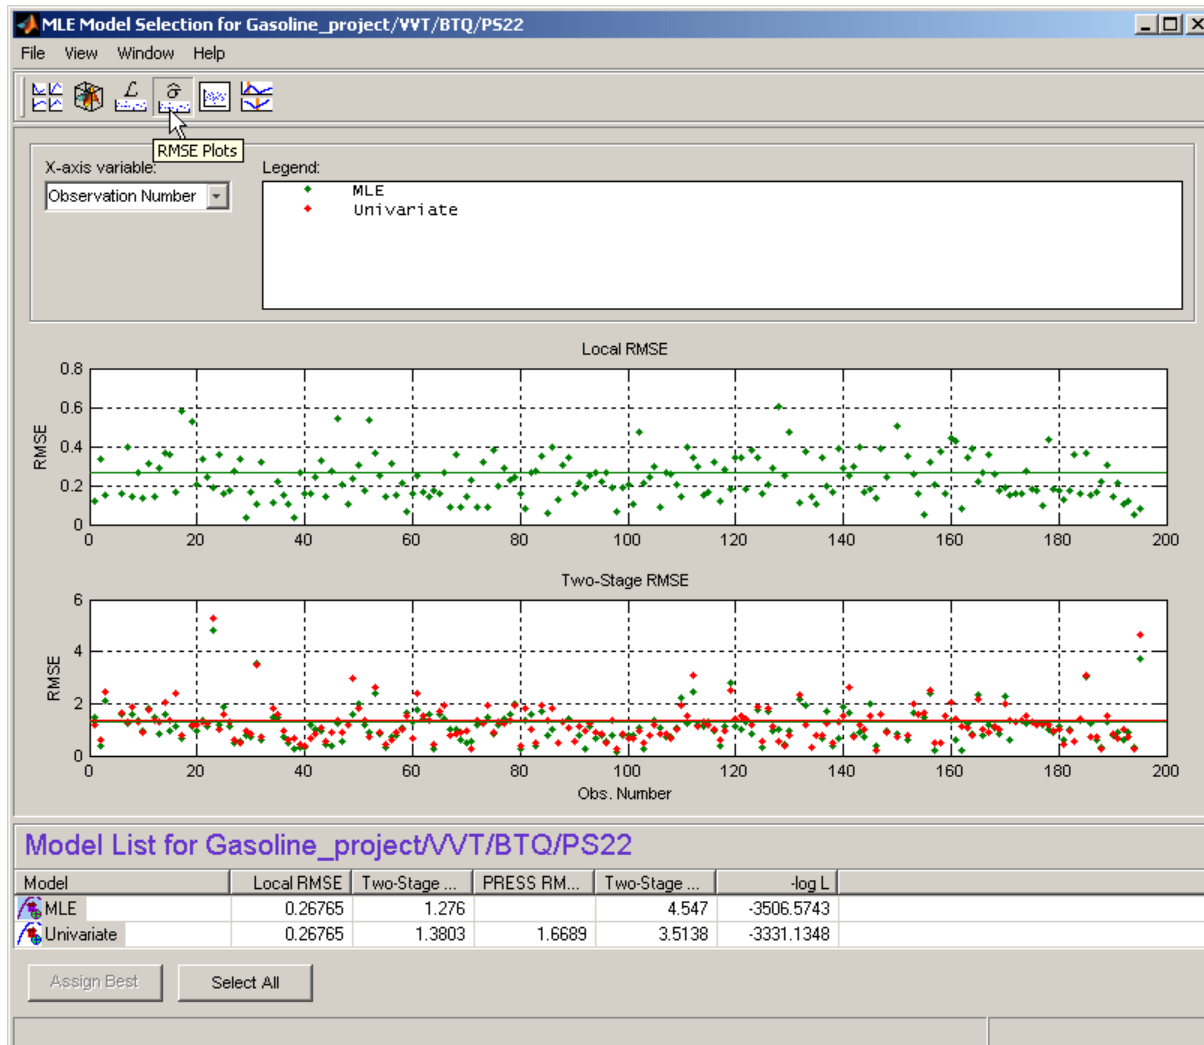 MLE Model Selection for Gasoline_project/VVT/BTQ/PS22
File View Window Help
ℒ σ̂
RMSE Plots
X-axis variable: Legend:
Observation Number
MLE
Univariate
Local RMSE
RMSE
0.8
0.6
0.4
0.2
0
0 20 40 60 80 100 120 140 160 180 200
Two-Stage RMSE
RMSE
6
4
2
0
0 20 40 60 80 100 120 140 160 180 200
Obs. Number
Model List for Gasoline_project/VVT/BTQ/PS22
Model Local RMSE Two-Stage ... PRESS RM... Two-Stage ... -log L
MLE 0.26765 1.276 4.547 -3506.5743
Univariate 0.26765 1.3803 1.6689 3.5138 -3331.1348
Assign Best Select All